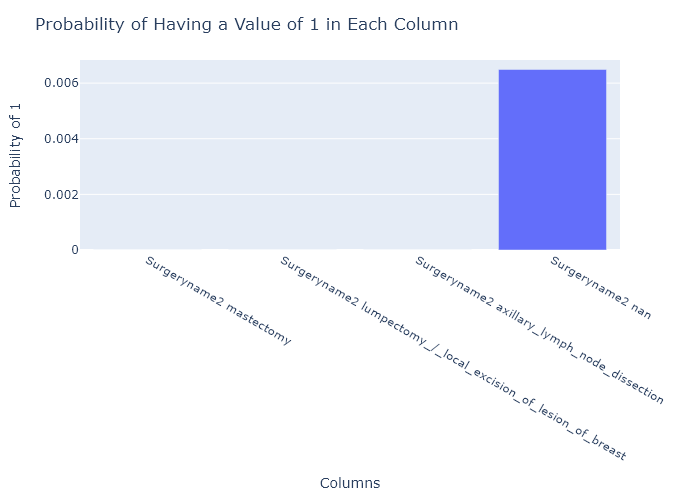 Probability of Having a Value of 1 in Each Column
Probability of 1
0.006
0.004
0.002
0
Surgeryname2 mastectomy
Surgeryname2 lumpectomy_/_local_excision_of_lesion_of_breast
Surgeryname2 axillary_lymph_node_dissection
Surgeryname2 nan
Columns